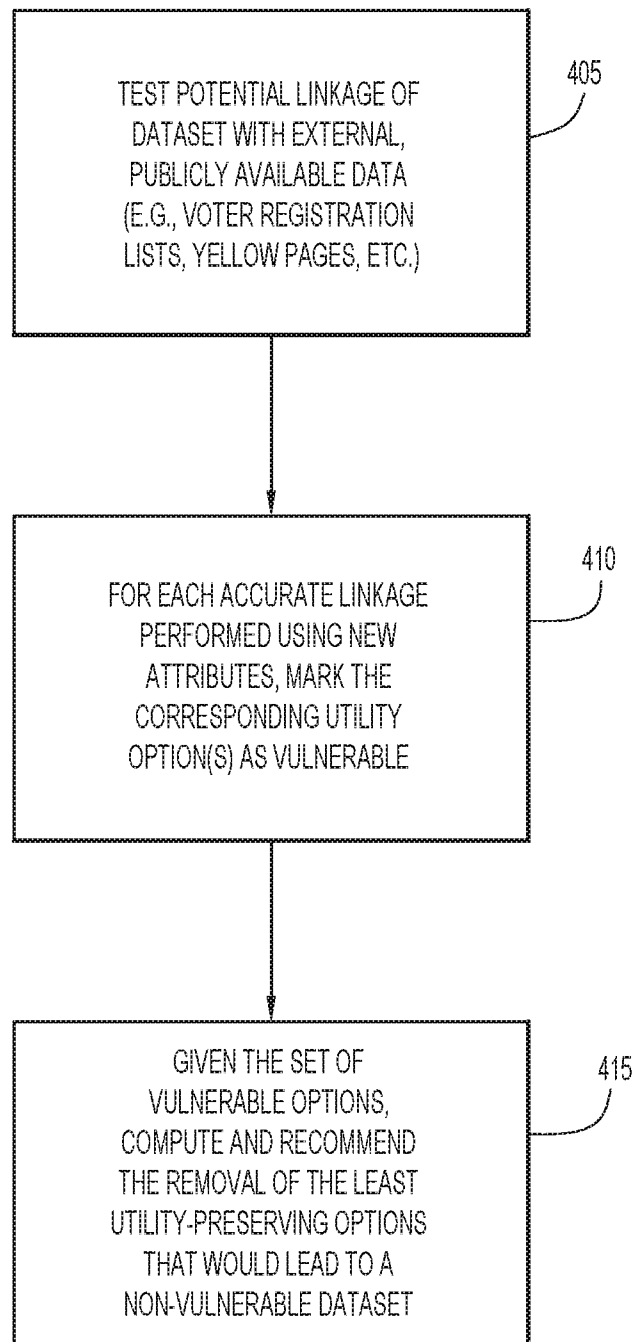 TEST POTENTIAL LINKAGE OF
DATASET WITH EXTERNAL,
PUBLICLY AVAILABLE DATA
(E.G., VOTER REGISTRATION
LISTS, YELLOW PAGES, ETC.)
405
FOR EACH ACCURATE LINKAGE
PERFORMED USING NEW
ATTRIBUTES, MARK THE
CORRESPONDING UTILITY
OPTION(S) AS VULNERABLE
410
GIVEN THE SET OF
VULNERABLE OPTIONS,
COMPUTE AND RECOMMEND
THE REMOVAL OF THE LEAST
UTILITY-PRESERVING OPTIONS
THAT WOULD LEAD TO A
NON-VULNERABLE DATASET
415